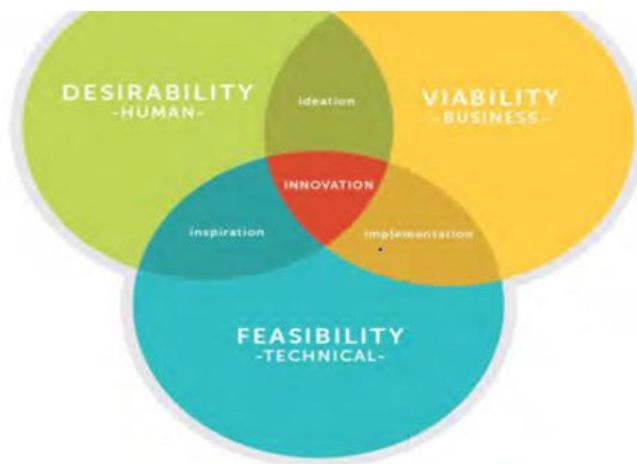 DESIRABILITY
-HUMAN-
ideation
VIABILITY
-BUSINESS-
INNOVATION
inspiration
implementation
FEASIBILITY
-TECHNICAL-